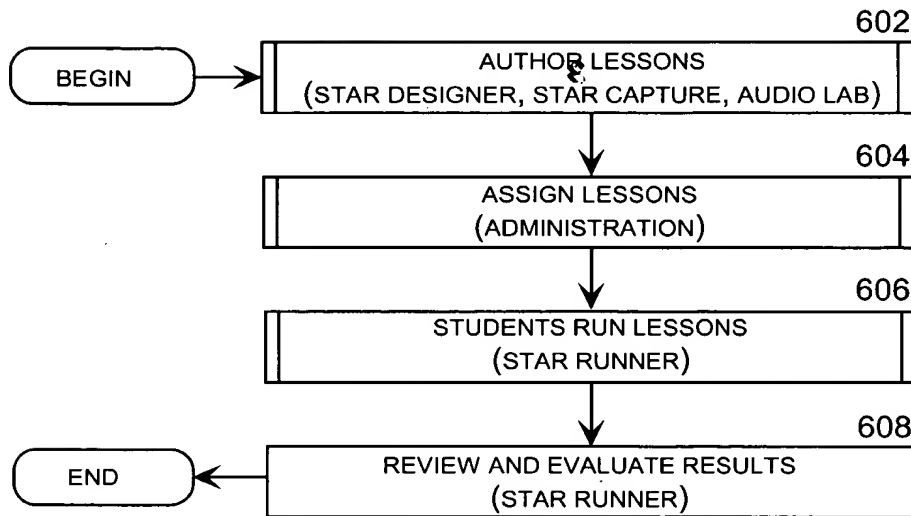 602
BEGIN
AUTHOR LESSONS
(STAR DESIGNER, STAR CAPTURE, AUDIO LAB)
604
ASSIGN LESSONS
(ADMINISTRATION)
606
STUDENTS RUN LESSONS
(STAR RUNNER)
608
END
REVIEW AND EVALUATE RESULTS
(STAR RUNNER)